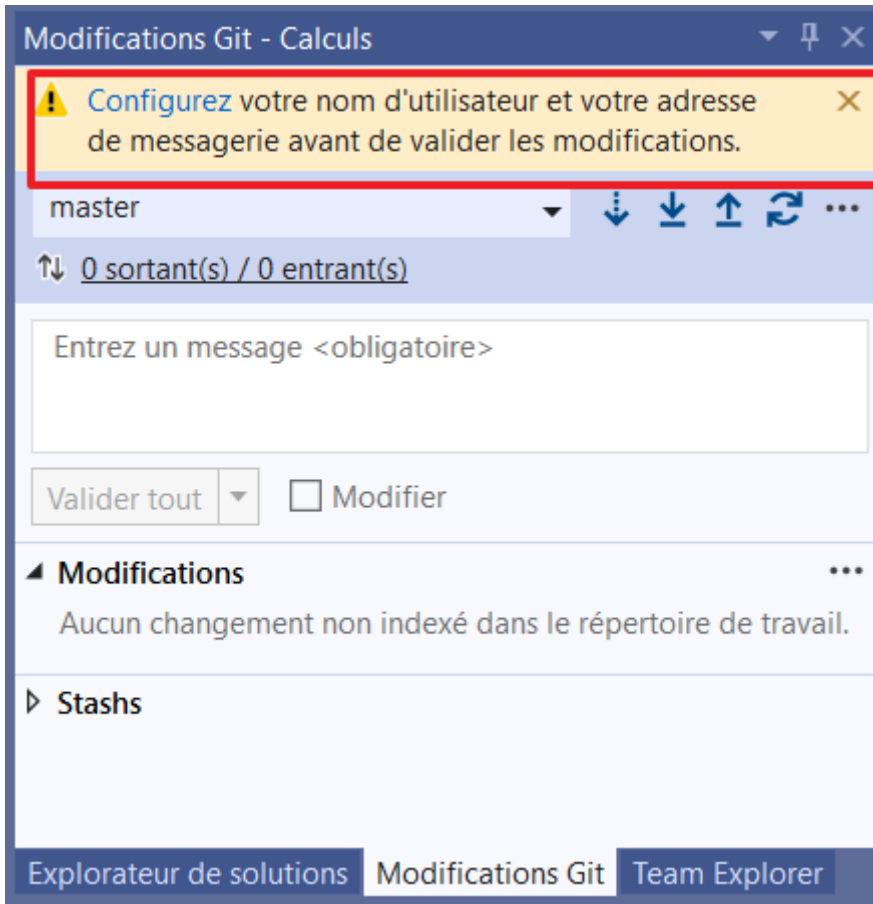 Modifications Git - Calculs
Configurez votre nom d'utilisateur et votre adresse
de messagerie avant de valider les modifications.
master
0 sortant(s) / 0 entrant(s)
Entrez un message <obligatoire>
Valider tout
Modifier
Modifications
Aucun changement non indexé dans le répertoire de travail.
Stashs
Explorateur de solutions Modifications Git Team Explorer